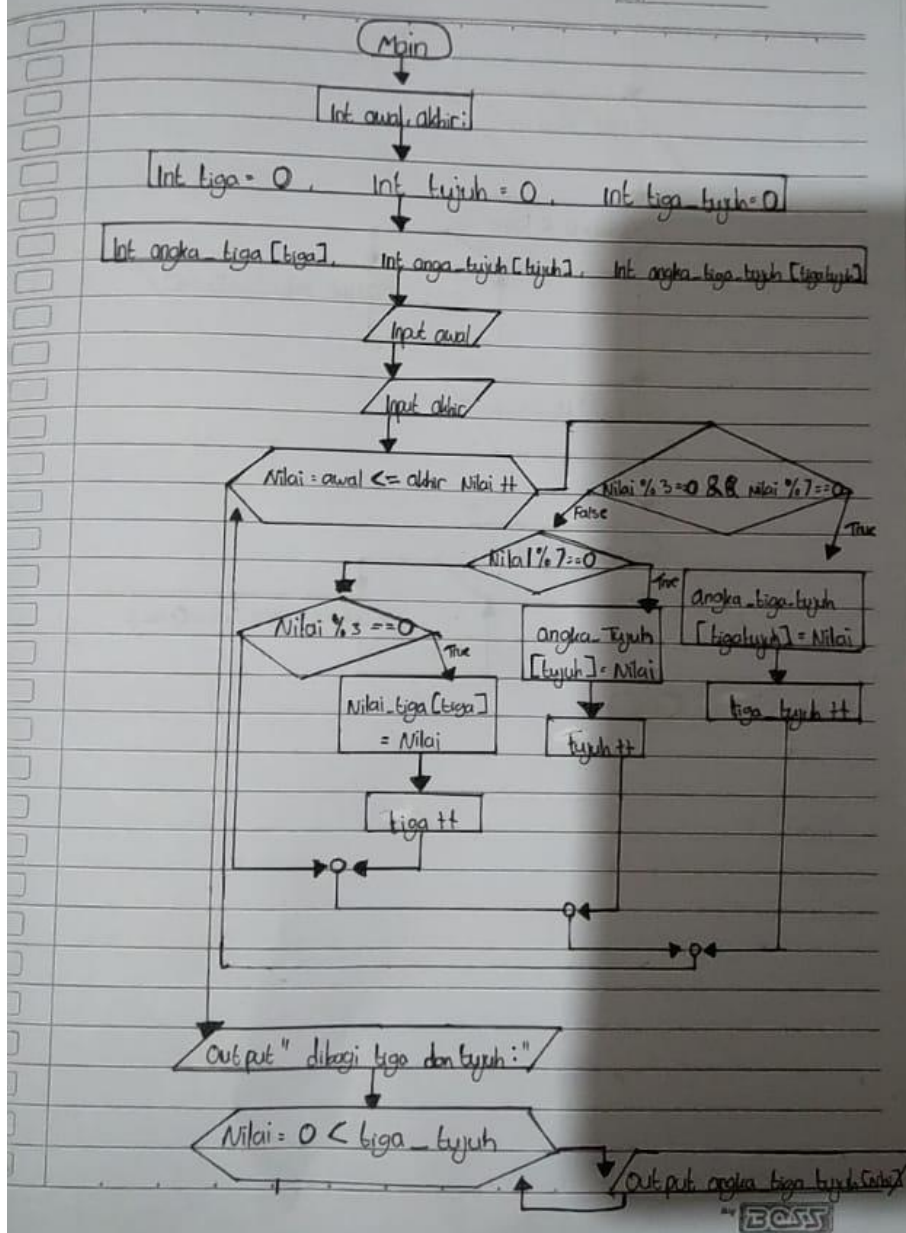 Main
Int awal, akhir;
Int tiga = 0, Int tujuh = 0, Int tiga_tujuh = 0
Int angka_tiga [tiga], Int anga_tujuh [tujuh], Int angka_tiga_tujuh [tigatujuh]
Input awal
Input akhir
Nilai = awal <= akhir Nilai ++
Nilai % 3 == 0 && Nilai % 7 == 0
False
True
Nilai % 7 == 0
True
Nilai % 3 == 0
True
angka_tiga_tujuh
[tigatujuh] = Nilai
angka_Tujuh
[tujuh] = Nilai
Nilai_tiga [tiga]
= Nilai
tiga_tujuh ++
tujuh ++
tiga ++
Output " dibagi tiga dan tujuh : "
Nilai = 0 < tiga_tujuh
Output angka_tiga_tujuh [nilai]
By BOSS